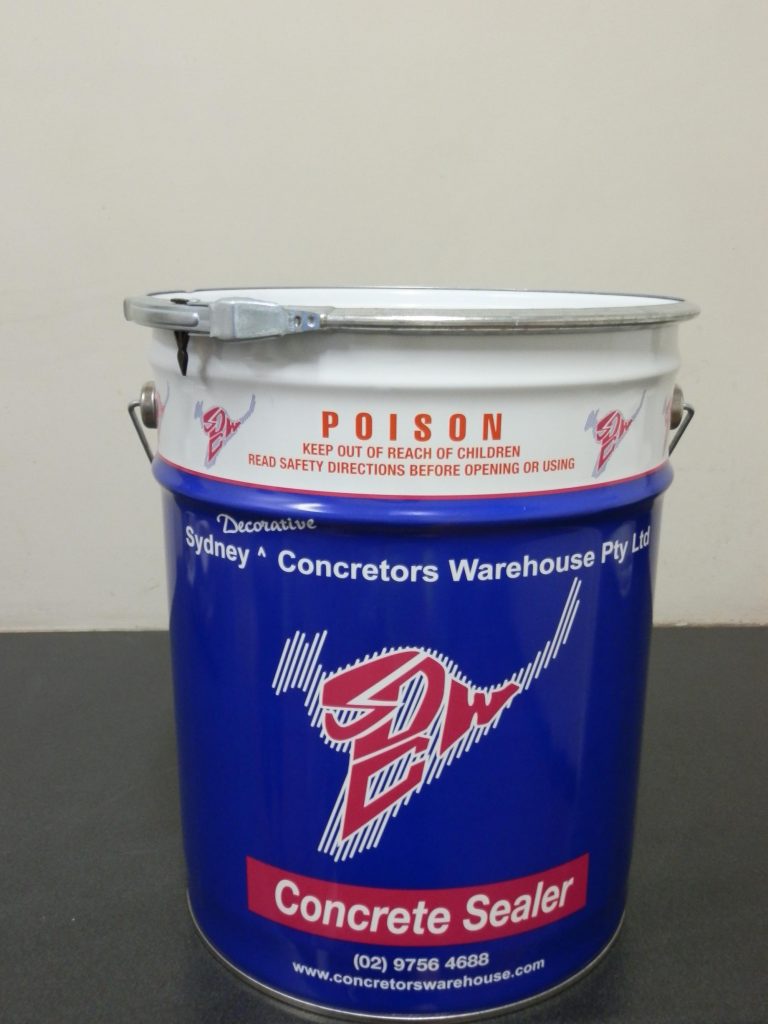 POISON
KEEP OUT OF REACH OF CHILDREN
READ SAFETY DIRECTIONS BEFORE OPENING OR USING
Decorative
Sydney ^ Concretors Warehouse Pty Ltd
SDCW
Concrete Sealer
(02) 9756 4688
www.concretorswarehouse.com